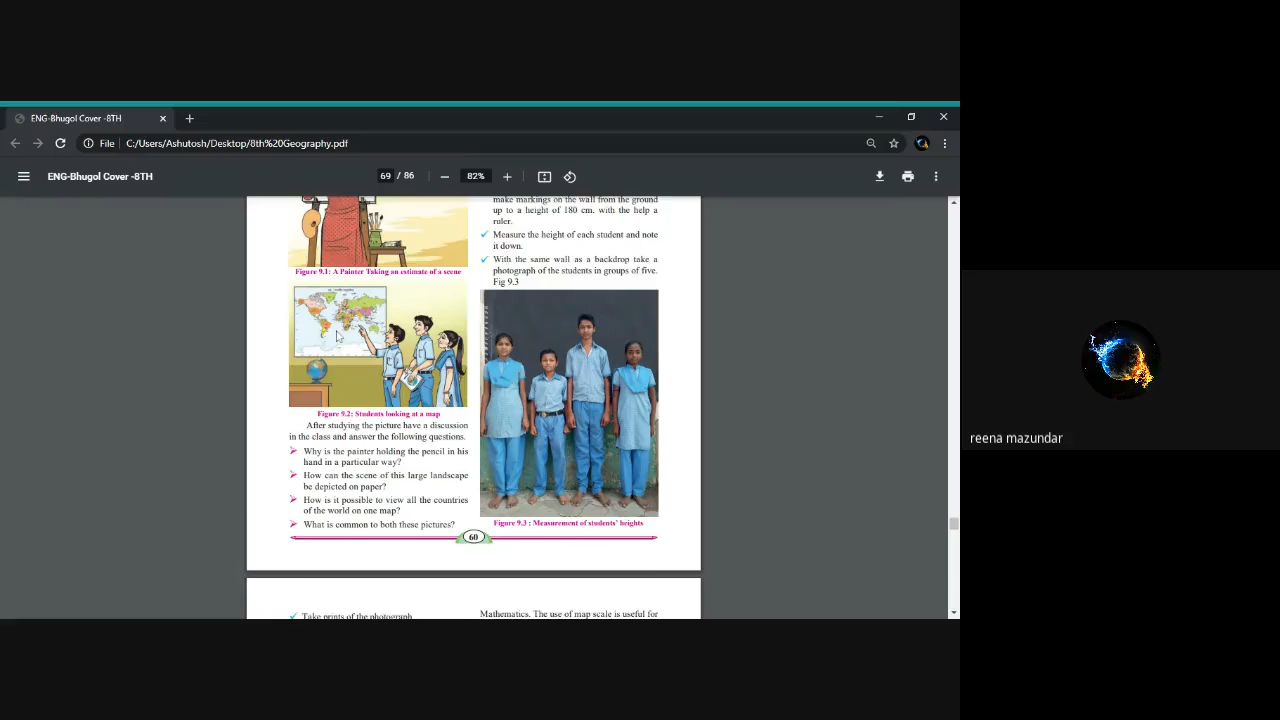 ENG-Bhugol Cover -8TH
File
C:/Users/Ashutosh/Desktop/8th%20Geography.pdf
ENG-Bhugol Cover -8TH
69 / 86
82%
Figure 9.1: A Painter Taking an estimate of a scene
Figure 9.2: Students looking at a map
After studying the picture have a discussion
in the class and answer the following questions.
Why is the painter holding the pencil in his
hand in a particular way?
How can the scene of this large landscape
be depicted on paper?
How is it possible to view all the countries
of the world on one map?
What is common to both these pictures?
make markings on the wall from the ground
up to a height of 180 cm. with the help a
ruler.
Measure the height of each student and note
it down.
With the same wall as a backdrop take a
photograph of the students in groups of five.
Fig 9.3
Figure 9.3 : Measurement of students' heights
60
Take prints of the photograph.
Mathematics. The use of map scale is useful for
reena mazundar